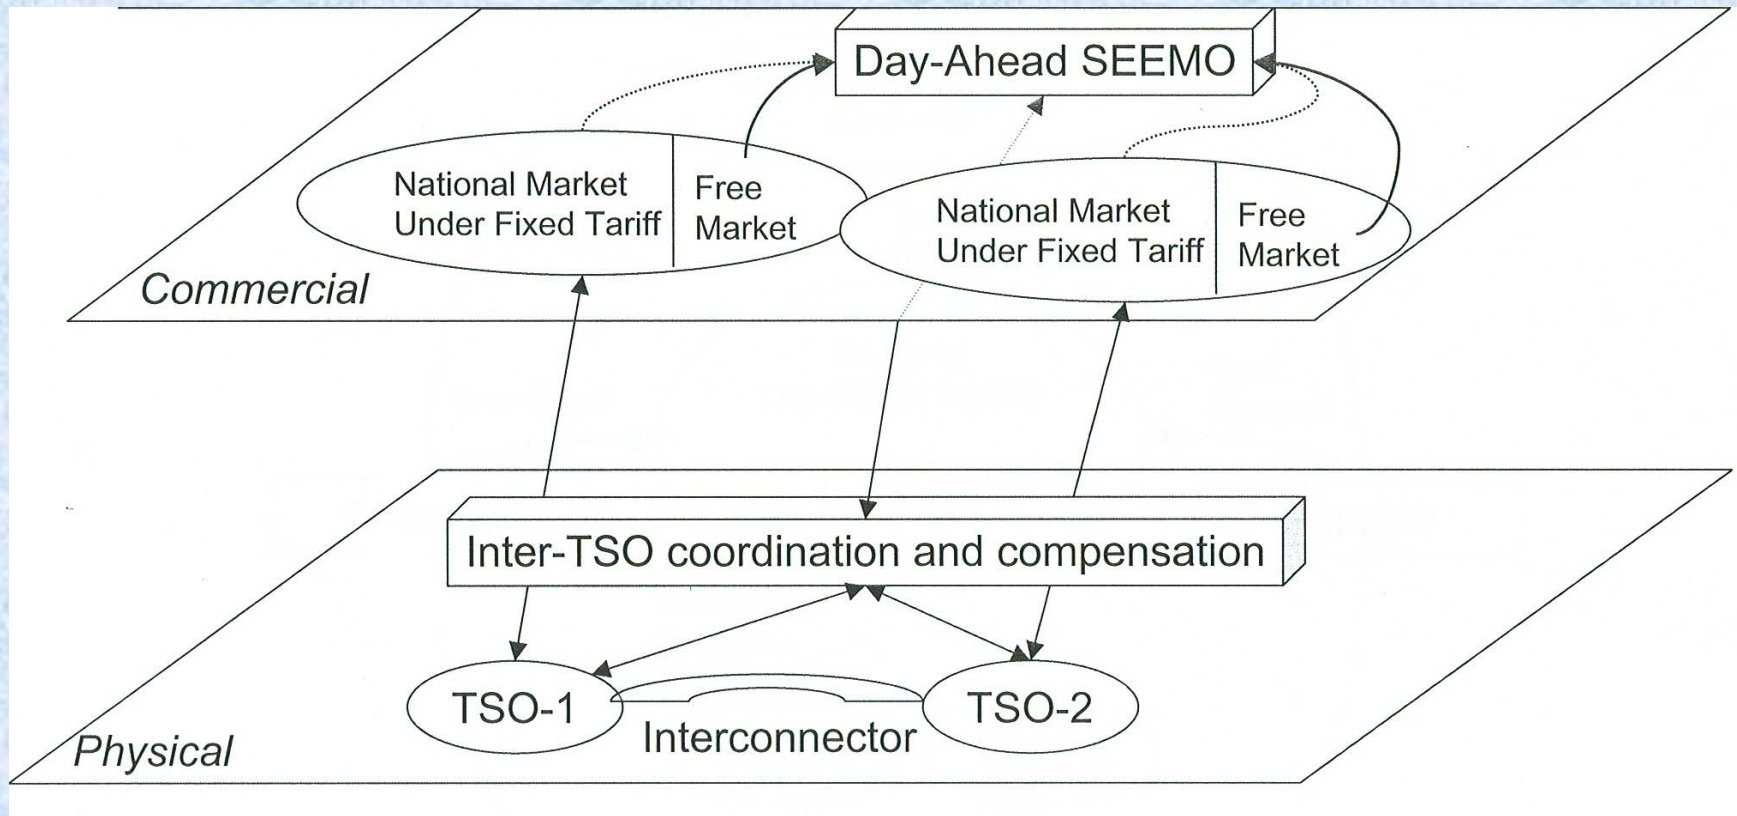 Day-Ahead SEEMO
National Market
Under Fixed Tariff
Free
Market
National Market
Under Fixed Tariff
Free
Market
Commercial
Inter-TSO coordination and compensation
TSO-1
TSO-2
Interconnector
Physical